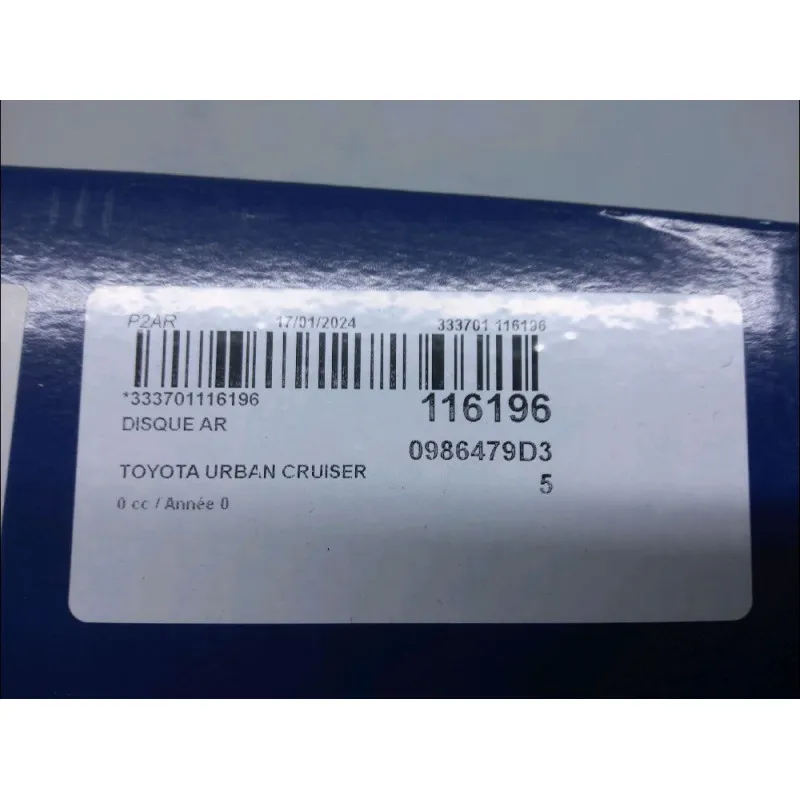 P2AR 17/01/2024 333701 116196
*333701116196 116196
DISQUE AR
0986479D3
TOYOTA URBAN CRUISER 5
0 cc / Année 0